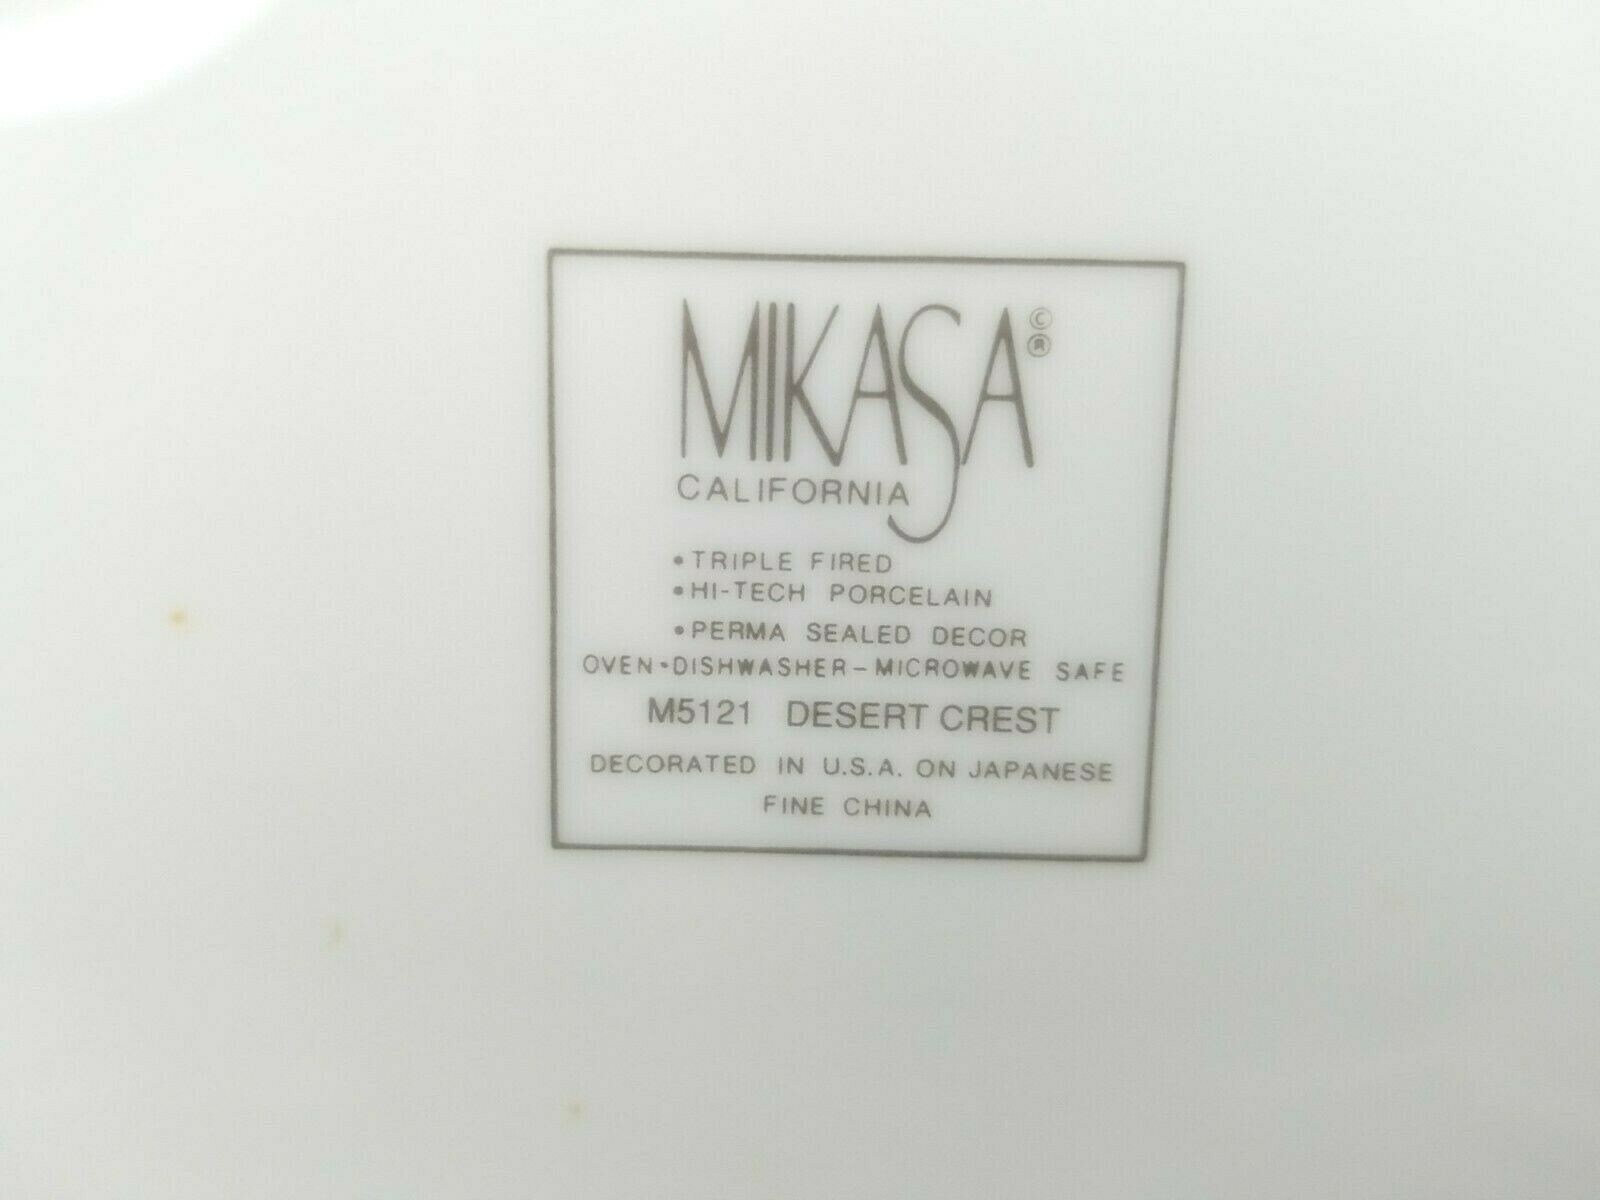 MIKASA © ®
CALIFORNIA
•TRIPLE FIRED
•HI-TECH PORCELAIN
•PERMA SEALED DECOR
OVEN•DISHWASHER–MICROWAVE SAFE
M5121 DESERT CREST
DECORATED IN U.S.A. ON JAPANESE
FINE CHINA